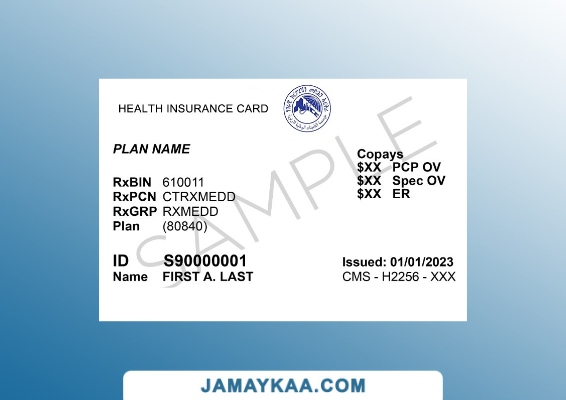 HEALTH INSURANCE CARD
PLAN NAME
RxBIN 610011
RxPCN CTRXMEDD
RxGRP RXMEDD
Plan (80840)
Copays
$XX PCP OV
$XX Spec OV
$XX ER
SAMPLE
ID S90000001
Name FIRST A. LAST
Issued: 01/01/2023
CMS - H2256 - XXX
JAMAYKAA.COM